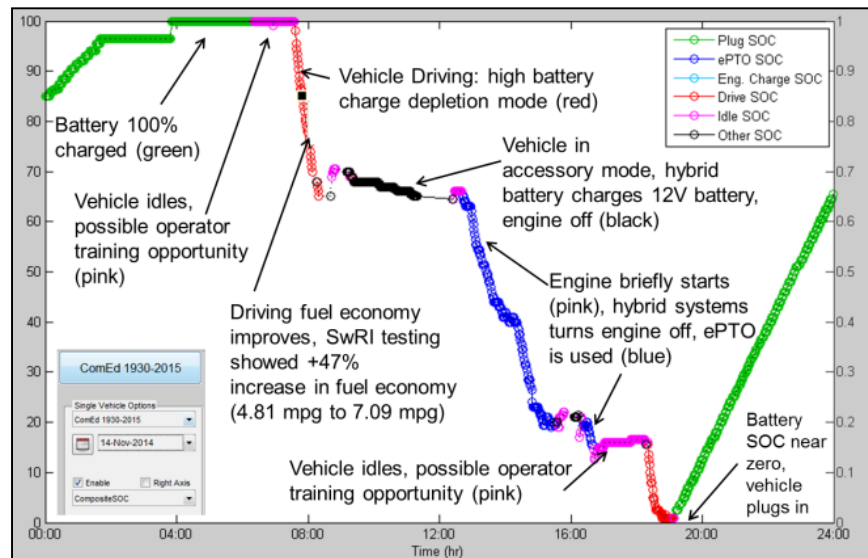 100
90
80
70
60
50
40
30
20
10
0
1
0.9
0.8
0.7
0.6
0.5
0.4
0.3
0.2
0.1
0
00:00
04:00
08:00
12:00
16:00
20:00
24:00
Time (hr)
Plug SOC
ePTO SOC
Eng. Charge SOC
Drive SOC
Idle SOC
Other SOC
Battery 100%
charged (green)
Vehicle idles,
possible operator
training opportunity
(pink)
Vehicle Driving: high battery
charge depletion mode (red)
Driving fuel economy
improves, SwRI testing
showed +47%
increase in fuel economy
(4.81 mpg to 7.09 mpg)
Vehicle in
accessory mode, hybrid
battery charges 12V battery,
engine off (black)
Engine briefly starts
(pink), hybrid systems
turns engine off, ePTO
is used (blue)
Vehicle idles, possible operator
training opportunity (pink)
Battery
SOC near
zero,
vehicle
plugs in
ComEd 1930-2015
Single Vehicle Options
ComEd 1930-2015
14-Nov-2014
Enable
Right Axis
CompositeSOC